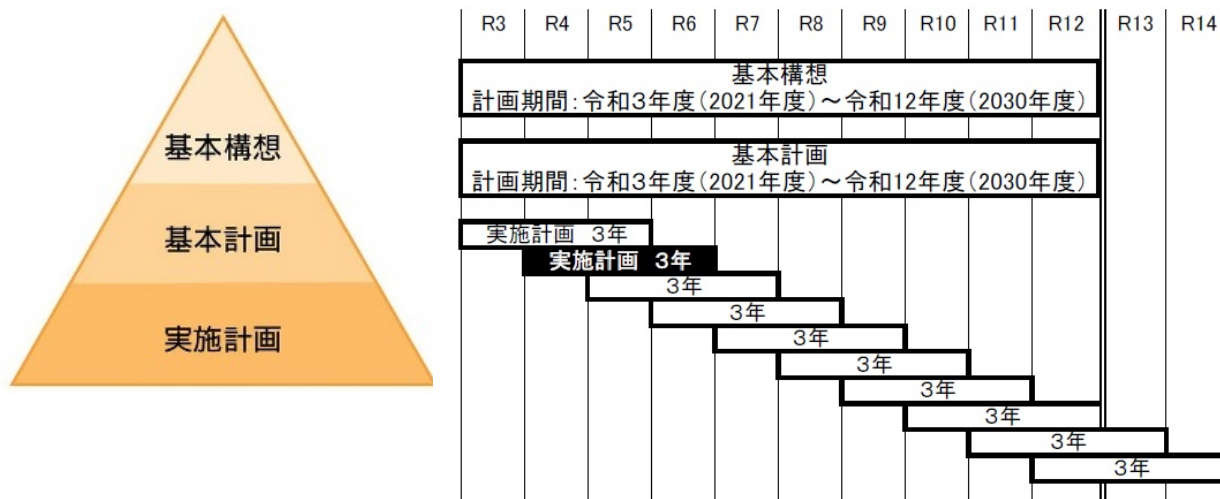 基本構想
基本計画
実施計画
R3 R4 R5 R6 R7 R8 R9 R10 R11 R12 R13 R14
基本構想
計画期間:令和3年度(2021年度)～令和12年度(2030年度)
基本計画
計画期間:令和3年度(2021年度)～令和12年度(2030年度)
実施計画 3年
実施計画 3年
3年
3年
3年
3年
3年
3年
3年
3年